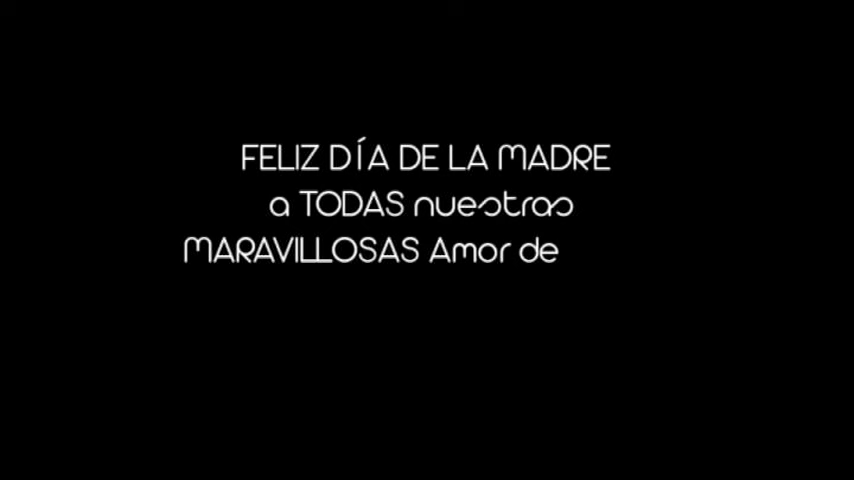 FELIZ DÍA DE LA MADRE
a TODAS nuestras
MARAVILLOSAS Amor de